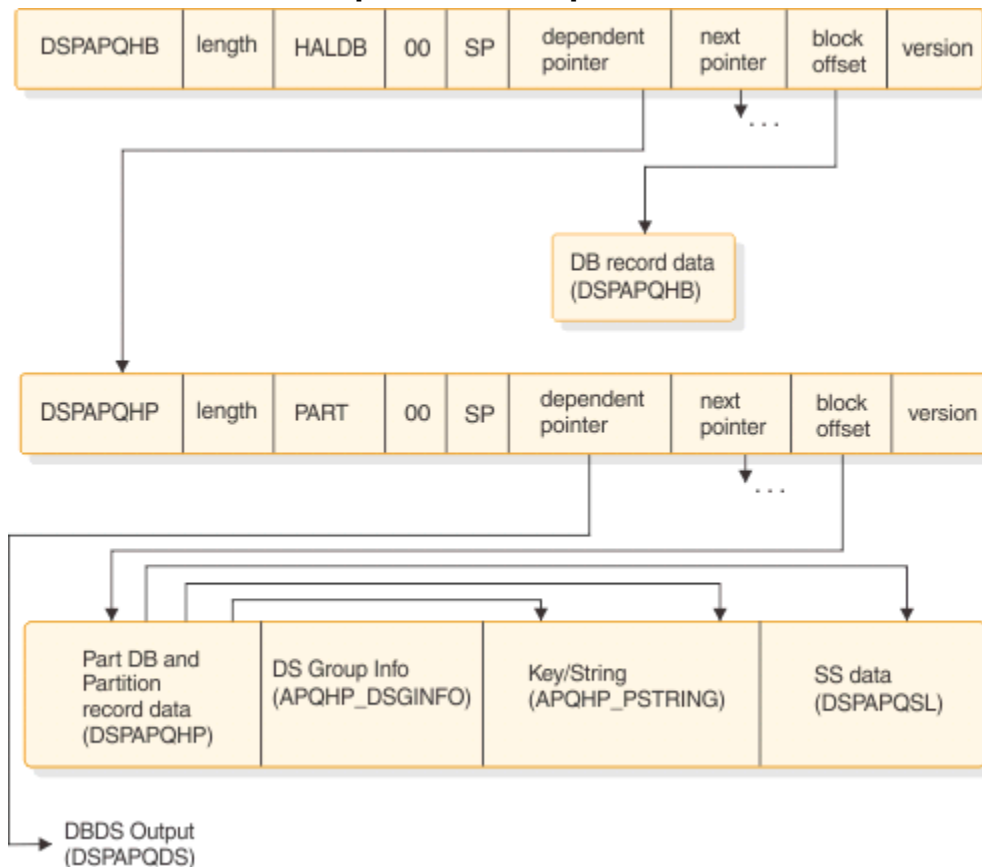 DSPAPQHB length HALDB 00 SP dependent pointer next pointer block offset version
. . .
DB record data
(DSPAPQHB)
DSPAPQHP length PART 00 SP dependent pointer next pointer block offset version
. . .
Part DB and
Partition
record data
(DSPAPQHP)
DS Group Info
(APQHP_DSGINFO)
Key/String
(APQHP_PSTRING)
SS data
(DSPAPQSL)
DBDS Output
(DSPAPQDS)